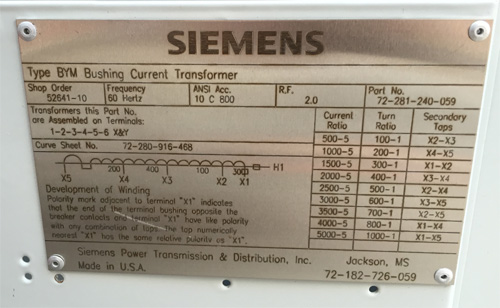 SIEMENS
Type BYM Bushing Current Transformer
Shop Order Frequency ANSI Acc. R.F. Part No.
52641-10 60 Hertz 10 C 800 2.0 72-281-240-059
Transformers this Part No.
are Assembled on Terminals:
1-2-3-4-5-6 X&Y
Curve Sheet No. 72-280-916-468
200 400 100 300 H1
X5 X4 X3 X2 X1
Development of Winding
Polarity mark adjacent to terminal "X1" indicates
that the end of the terminal bushing opposite the
breaker contacts and terminal "X1" have like polarity
with any combination of taps the top numerically
nearest "X1" has the same relative polarity as "X1".
Current Ratio Turn Ratio Secondary Taps
500-5 100-1 X2-X3
1000-5 200-1 X4-X5
1500-5 300-1 X1-X2
2000-5 400-1 X3-X4
2500-5 500-1 X2-X4
3000-5 600-1 X3-X5
3500-5 700-1 X2-X5
4000-5 800-1 X1-X4
5000-5 1000-1 X1-X5
Siemens Power Transmission & Distribution, Inc. Jackson, MS
Made in U.S.A. 72-182-726-059